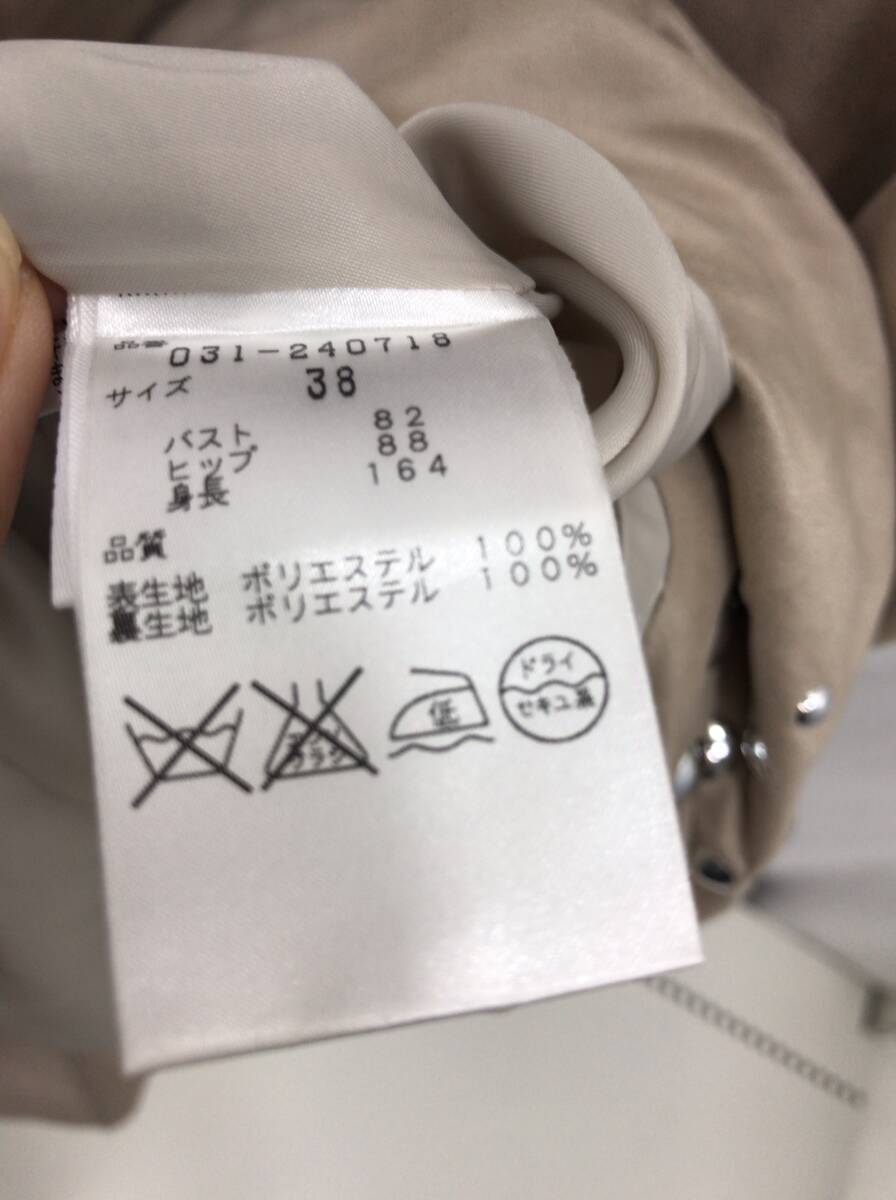 品番 031-240718
サイズ 38
バスト 82
ヒップ 88
身長 164
品質
表生地 ポリエステル 100%
裏生地 ポリエステル 100%
低
ドライ
セキユ系